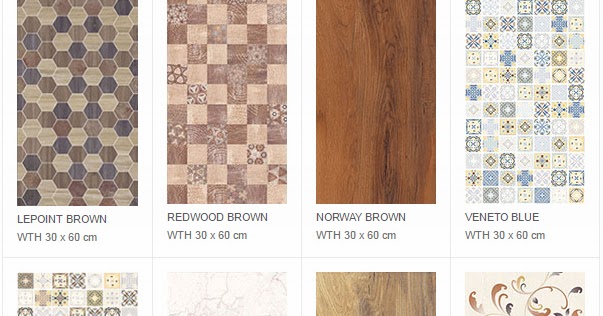 LEPOINT BROWN
WTH 30 x 60 cm
REDWOOD BROWN
WTH 30 x 60 cm
NORWAY BROWN
WTH 30 x 60 cm
VENETO BLUE
WTH 30 x 60 cm